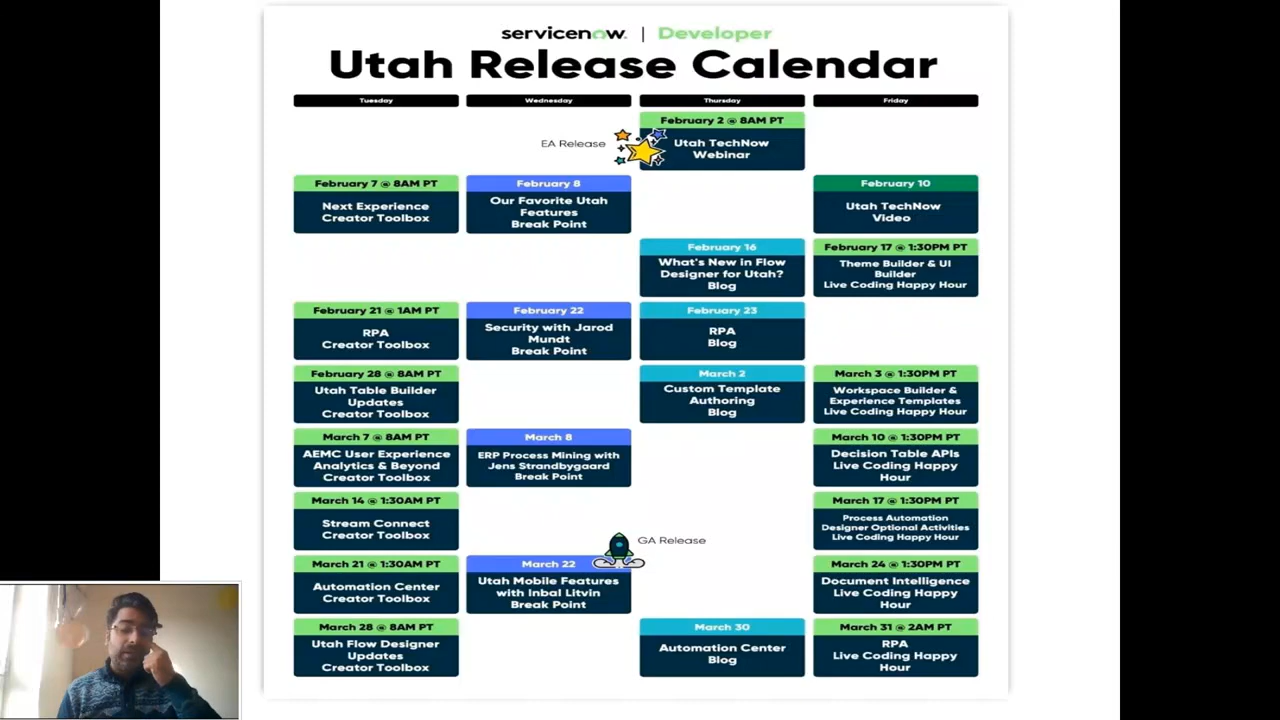 servicenow. | Developer
Utah Release Calendar
Tuesday
Wednesday
Thursday
Friday
EA Release
February 2 @ 8AM PT
Utah TechNow
Webinar
February 7 @ 8AM PT
Next Experience
Creator Toolbox
February 8
Our Favorite Utah
Features
Break Point
February 10
Utah TechNow
Video
February 16
What's New in Flow
Designer for Utah?
Blog
February 17 @ 1:30PM PT
Theme Builder & UI
Builder
Live Coding Happy Hour
February 21 @ 1AM PT
RPA
Creator Toolbox
February 22
Security with Jarod
Mundt
Break Point
February 23
RPA
Blog
February 28 @ 8AM PT
Utah Table Builder
Updates
Creator Toolbox
March 2
Custom Template
Authoring
Blog
March 3 @ 1:30PM PT
Workspace Builder &
Experience Templates
Live Coding Happy Hour
March 7 @ 8AM PT
AEMC User Experience
Analytics & Beyond
Creator Toolbox
March 8
ERP Process Mining with
Jens Strandbygaard
Break Point
March 10 @ 1:30PM PT
Decision Table APIs
Live Coding Happy
Hour
March 14 @ 1:30AM PT
Stream Connect
Creator Toolbox
March 17 @ 1:30PM PT
Process Automation
Designer Optional Activities
Live Coding Happy Hour
GA Release
March 21 @ 1:30AM PT
Automation Center
Creator Toolbox
March 22
Utah Mobile Features
with Inbal Litvin
Break Point
March 24 @ 1:30PM PT
Document Intelligence
Live Coding Happy
Hour
March 28 @ 8AM PT
Utah Flow Designer
Updates
Creator Toolbox
March 30
Automation Center
Blog
March 31 @ 2AM PT
RPA
Live Coding Happy
Hour